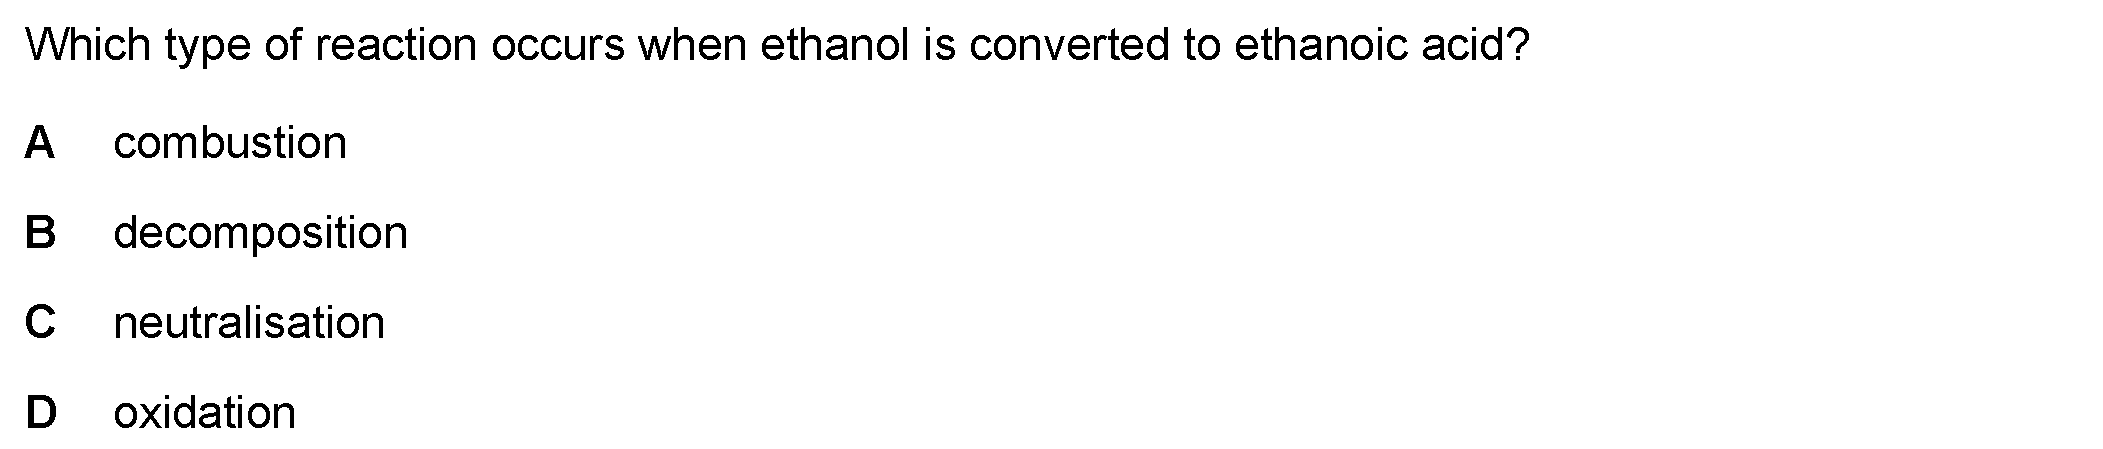 Which type of reaction occurs when ethanol is converted to ethanoic acid?
A combustion
B decomposition
C neutralisation
D oxidation